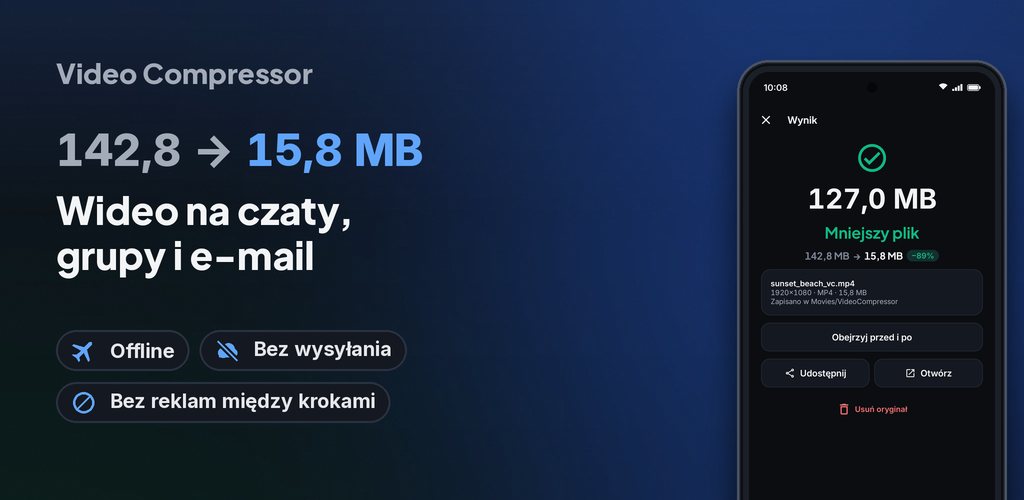 Video Compressor
142,8 → 15,8 MB
Wideo na czaty,
grupy i e-mail
Offline
Bez wysyłania
Bez reklam między krokami
10:08
Wynik
127,0 MB
Mniejszy plik
142,8 MB → 15,8 MB −89%
sunset_beach_vc.mp4
1920×1080 · MP4 · 15,8 MB
Zapisano w Movies/VideoCompressor
Obejrzyj przed i po
Udostępnij
Otwórz
Usuń oryginał